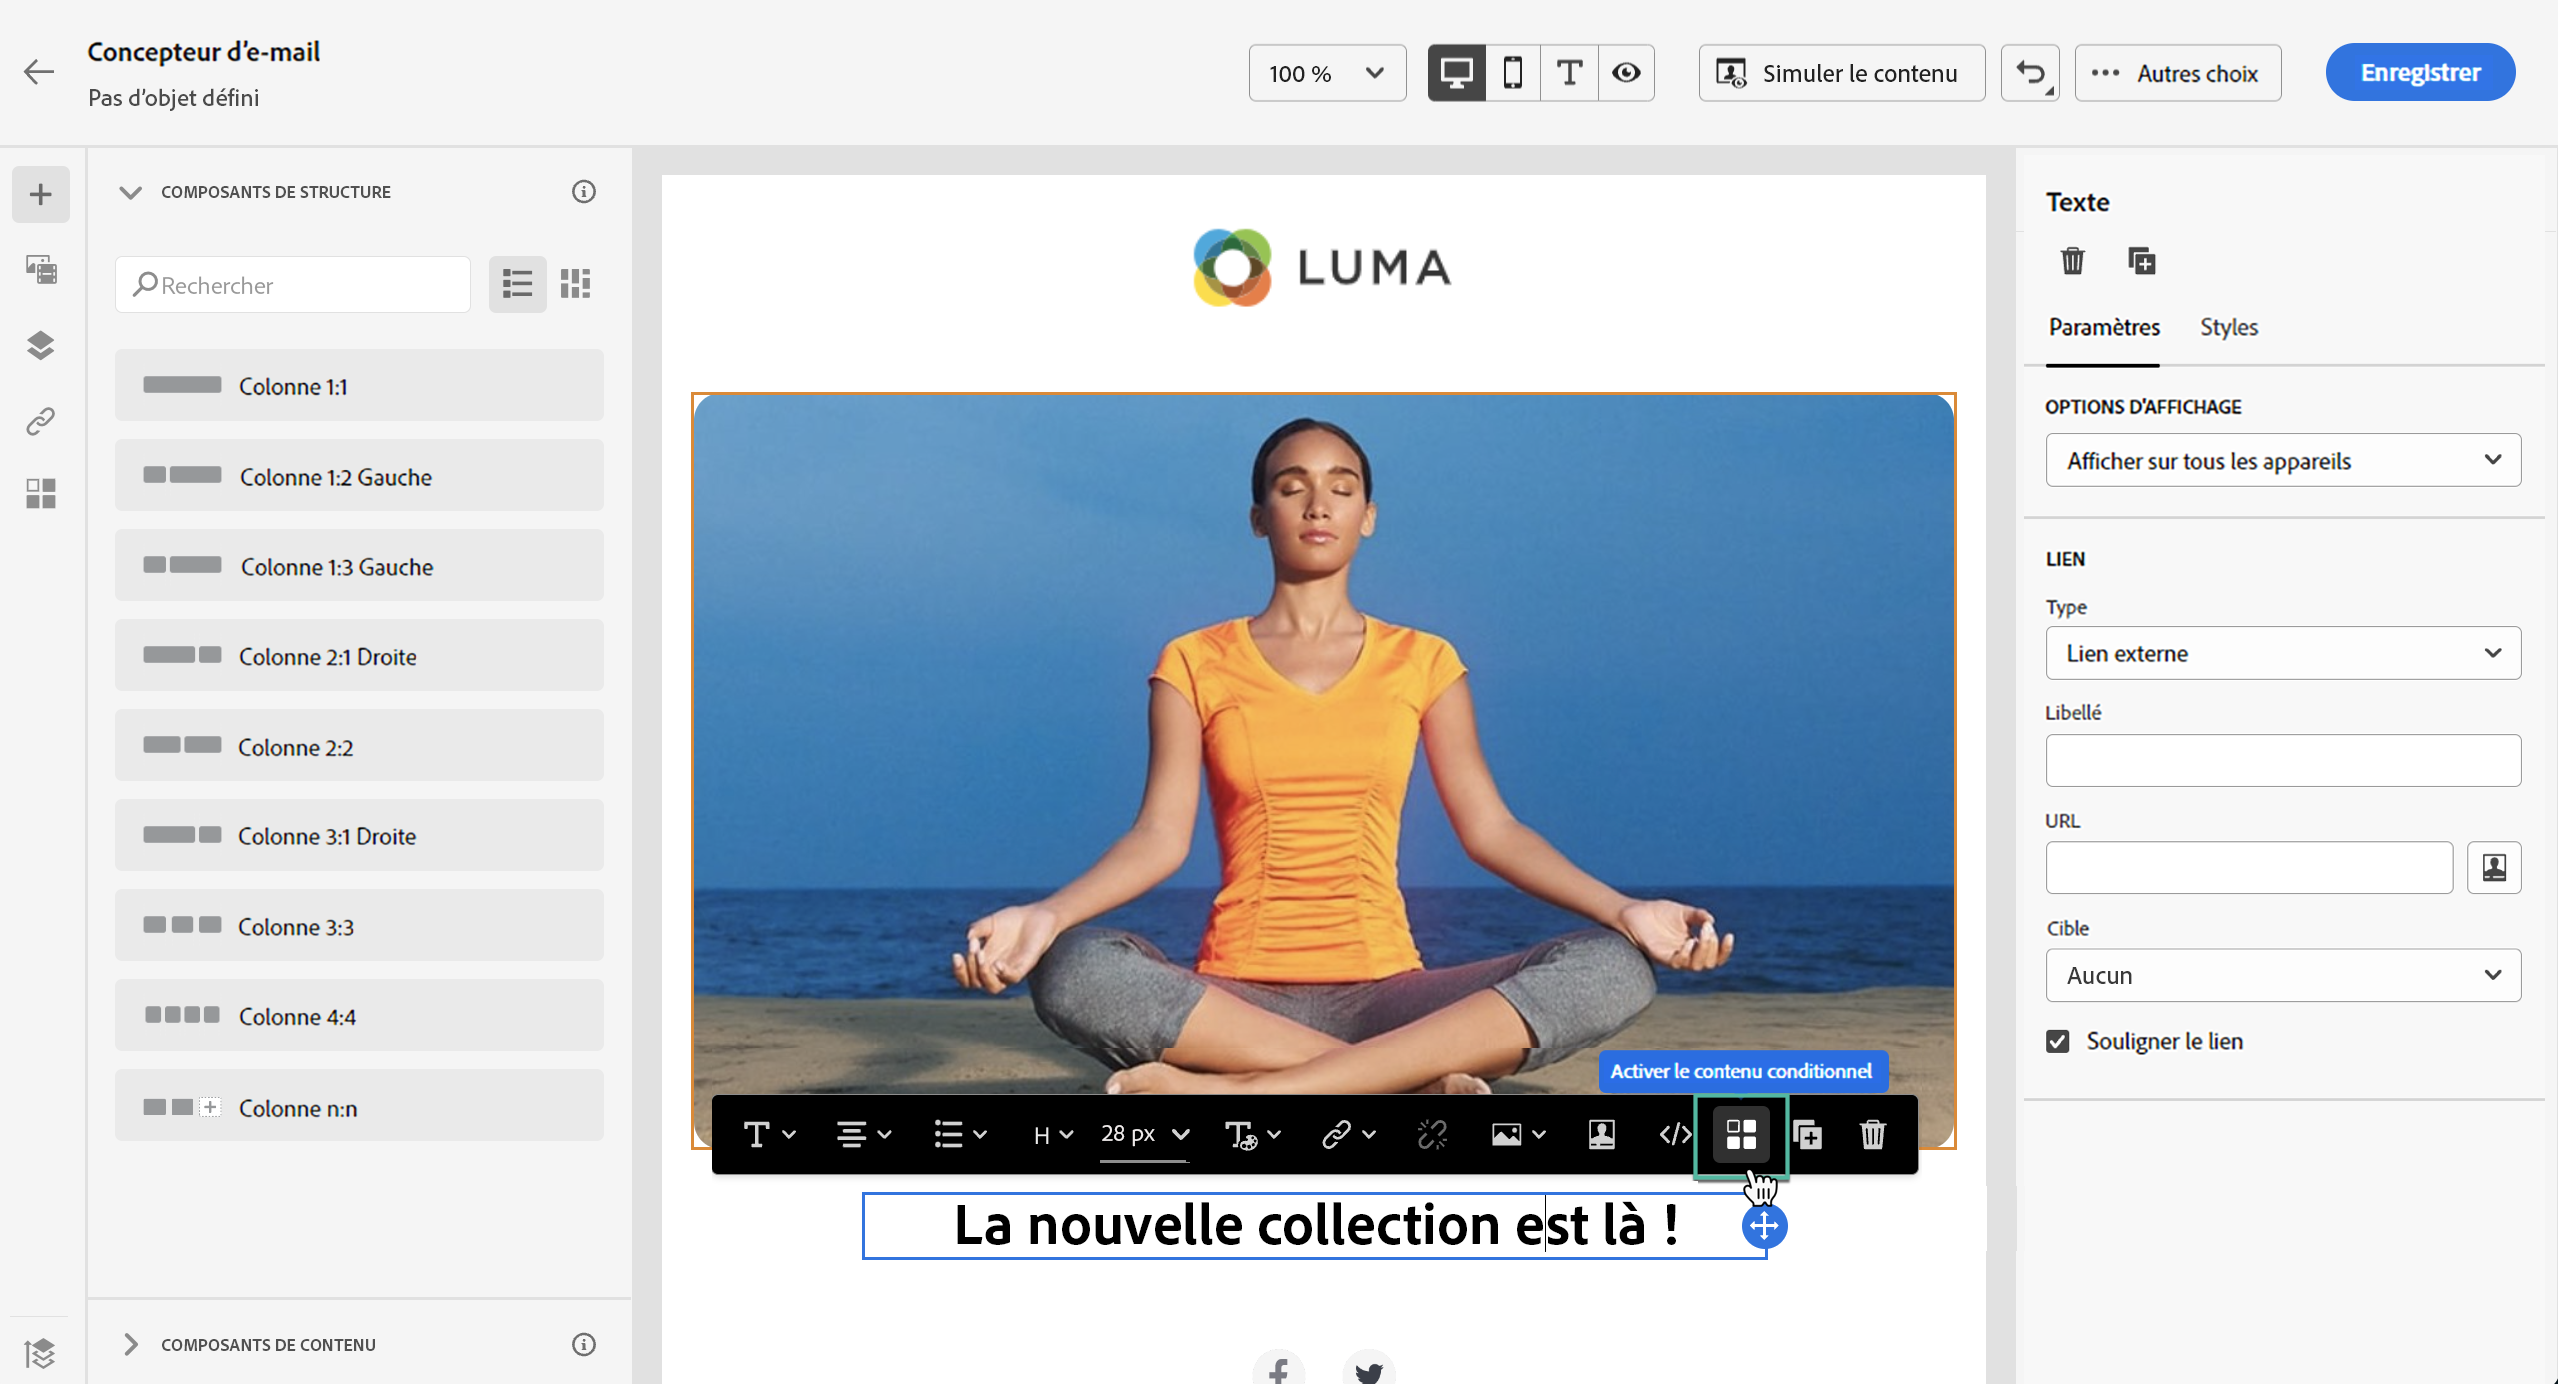 Concepteur d’e-mail
Pas d’objet défini
100 %
Simuler le contenu
Autres choix
Enregistrer
COMPOSANTS DE STRUCTURE
Rechercher
Colonne 1:1
Colonne 1:2 Gauche
Colonne 1:3 Gauche
Colonne 2:1 Droite
Colonne 2:2
Colonne 3:1 Droite
Colonne 3:3
Colonne 4:4
Colonne n:n
COMPOSANTS DE CONTENU
LUMA
Activer le contenu conditionnel
H
28 px
La nouvelle collection est là !
Texte
Paramètres
Styles
OPTIONS D'AFFICHAGE
Afficher sur tous les appareils
LIEN
Type
Lien externe
Libellé
URL
Cible
Aucun
Souligner le lien